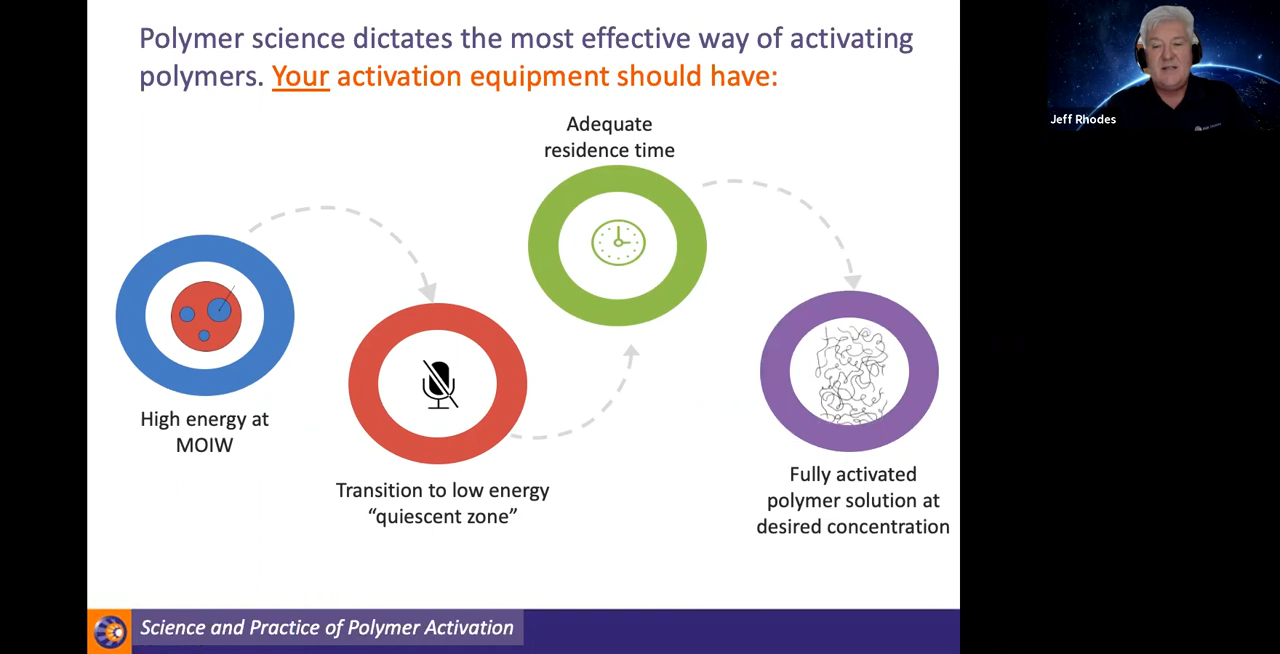 Polymer science dictates the most effective way of activating
polymers. Your activation equipment should have:
Jeff Rhodes
Adequate
residence time
High energy at
MOIW
Transition to low energy
“quiescent zone”
Fully activated
polymer solution at
desired concentration
Science and Practice of Polymer Activation